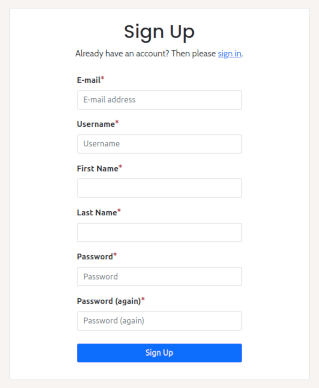 Sign Up
Already have an account? Then please sign in.
E-mail*
E-mail address
Username*
Username
First Name*
Last Name*
Password*
Password
Password (again)*
Password (again)
Sign Up